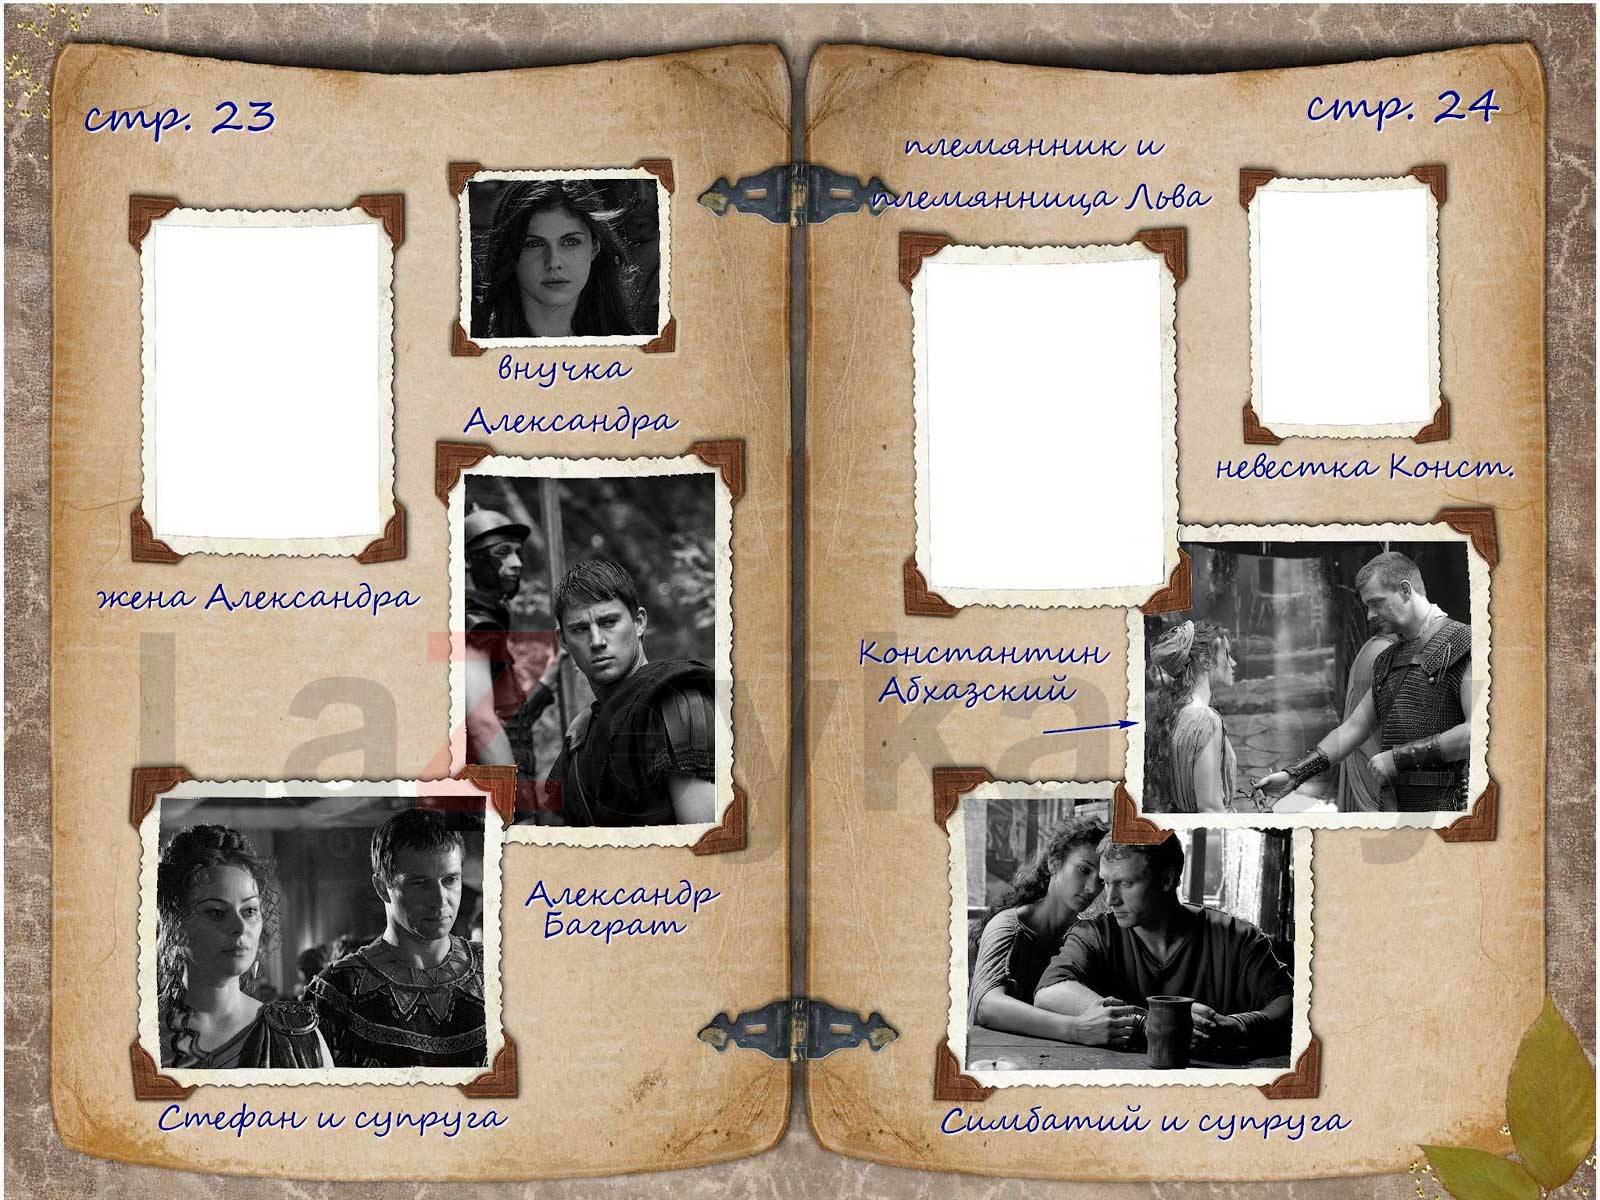 стр. 23
внучка
Александра
жена Александра
Александр
Баграт
Стефан и супруга
стр. 24
племянник и
племянница Льва
невестка Конст.
Константин
Абхазский
Симбатий и супруга